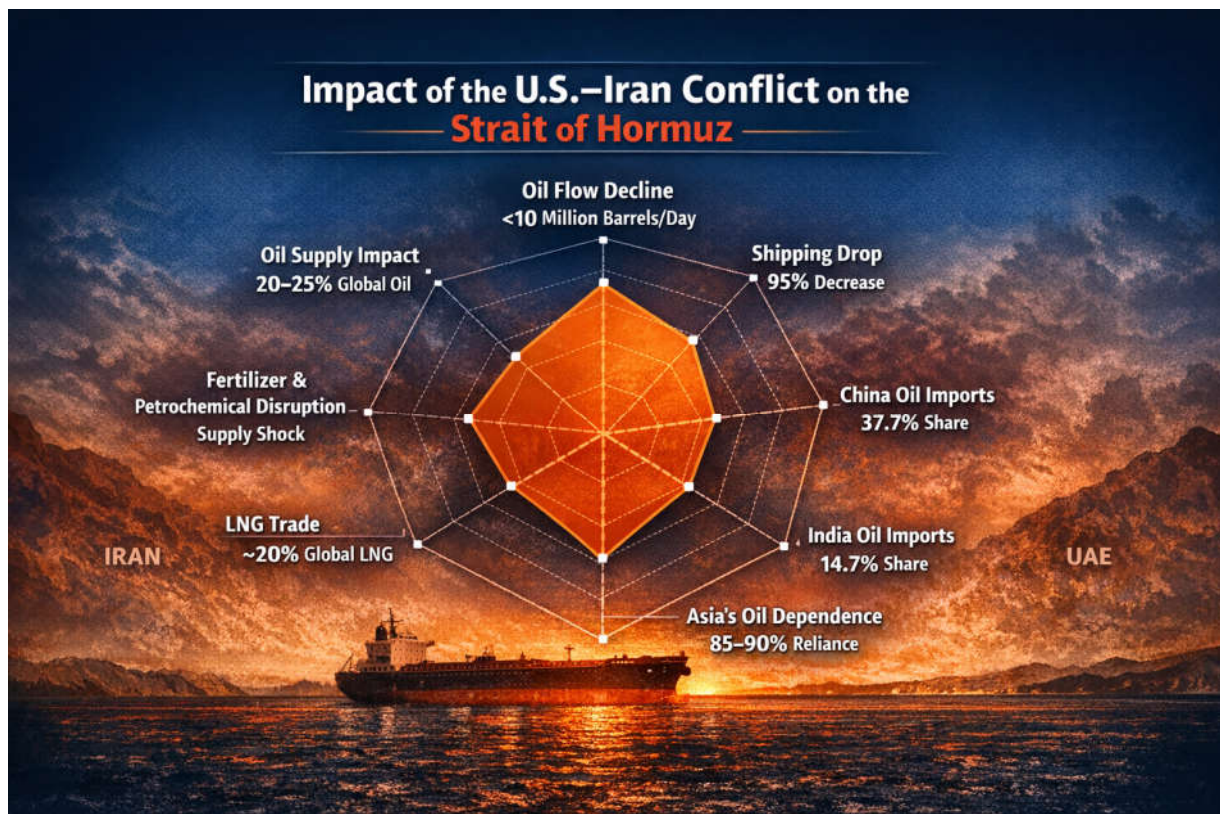 Impact of the U.S.–Iran Conflict on the
Strait of Hormuz
Oil Flow Decline
<10 Million Barrels/Day
Oil Supply Impact
20–25% Global Oil
Shipping Drop
95% Decrease
Fertilizer &
Petrochemical Disruption
Supply Shock
China Oil Imports
37.7% Share
LNG Trade
~20% Global LNG
India Oil Imports
14.7% Share
IRAN
UAE
Asia's Oil Dependence
85–90% Reliance